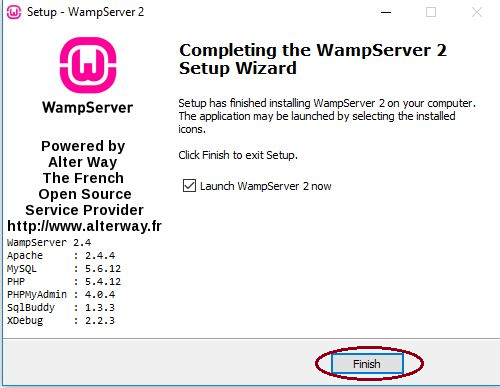 Setup - WampServer 2
WampServer
Powered by
Alter Way
The French
Open Source
Service Provider
http://www.alterway.fr
WampServer 2.4
Apache : 2.4.4
MySQL : 5.6.12
PHP : 5.4.12
PHPMyAdmin : 4.0.4
SqlBuddy : 1.3.3
XDebug : 2.2.3
Completing the WampServer 2
Setup Wizard
Setup has finished installing WampServer 2 on your computer.
The application may be launched by selecting the installed
icons.
Click Finish to exit Setup.
Launch WampServer 2 now
Finish